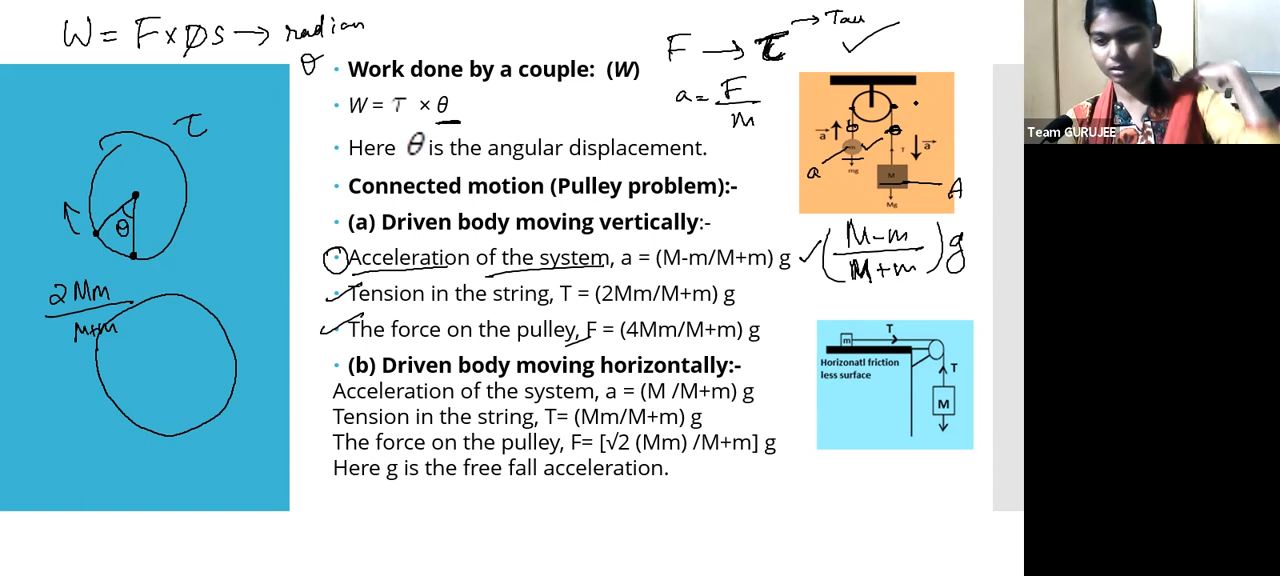 W = F x s → radian
θ
F → τ → Tau
a = F/m
• Work done by a couple: (W)
• W = T × θ
• Here θ is the angular displacement.
• Connected motion (Pulley problem):-
• (a) Driven body moving vertically:-
• Acceleration of the system, a = (M-m/M+m) g
(M-m/M+m)g
• Tension in the string, T = (2Mm/M+m) g
• The force on the pulley, F = (4Mm/M+m) g
• (b) Driven body moving horizontally:-
Acceleration of the system, a = (M /M+m) g
Tension in the string, T= (Mm/M+m) g
The force on the pulley, F= [√2 (Mm) /M+m] g
Here g is the free fall acceleration.
τ
θ
2Mm
M+m
a
b
T
a
m
mg
a
M
A
Mg
m
T
Horizonatl friction
less surface
T
M
Team GURUJEE